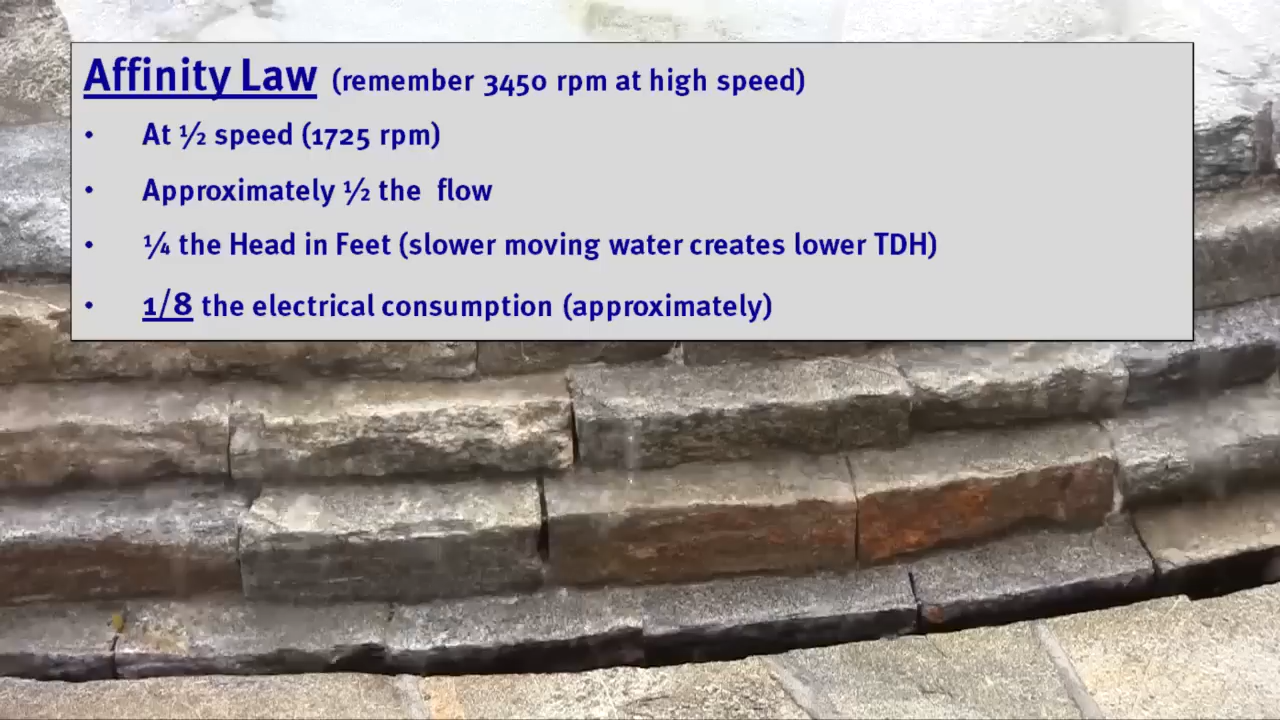 Affinity Law (remember 3450 rpm at high speed)
• At ½ speed (1725 rpm)
• Approximately ½ the  flow
• ¼ the Head in Feet (slower moving water creates lower TDH)
• 1/8 the electrical consumption (approximately)